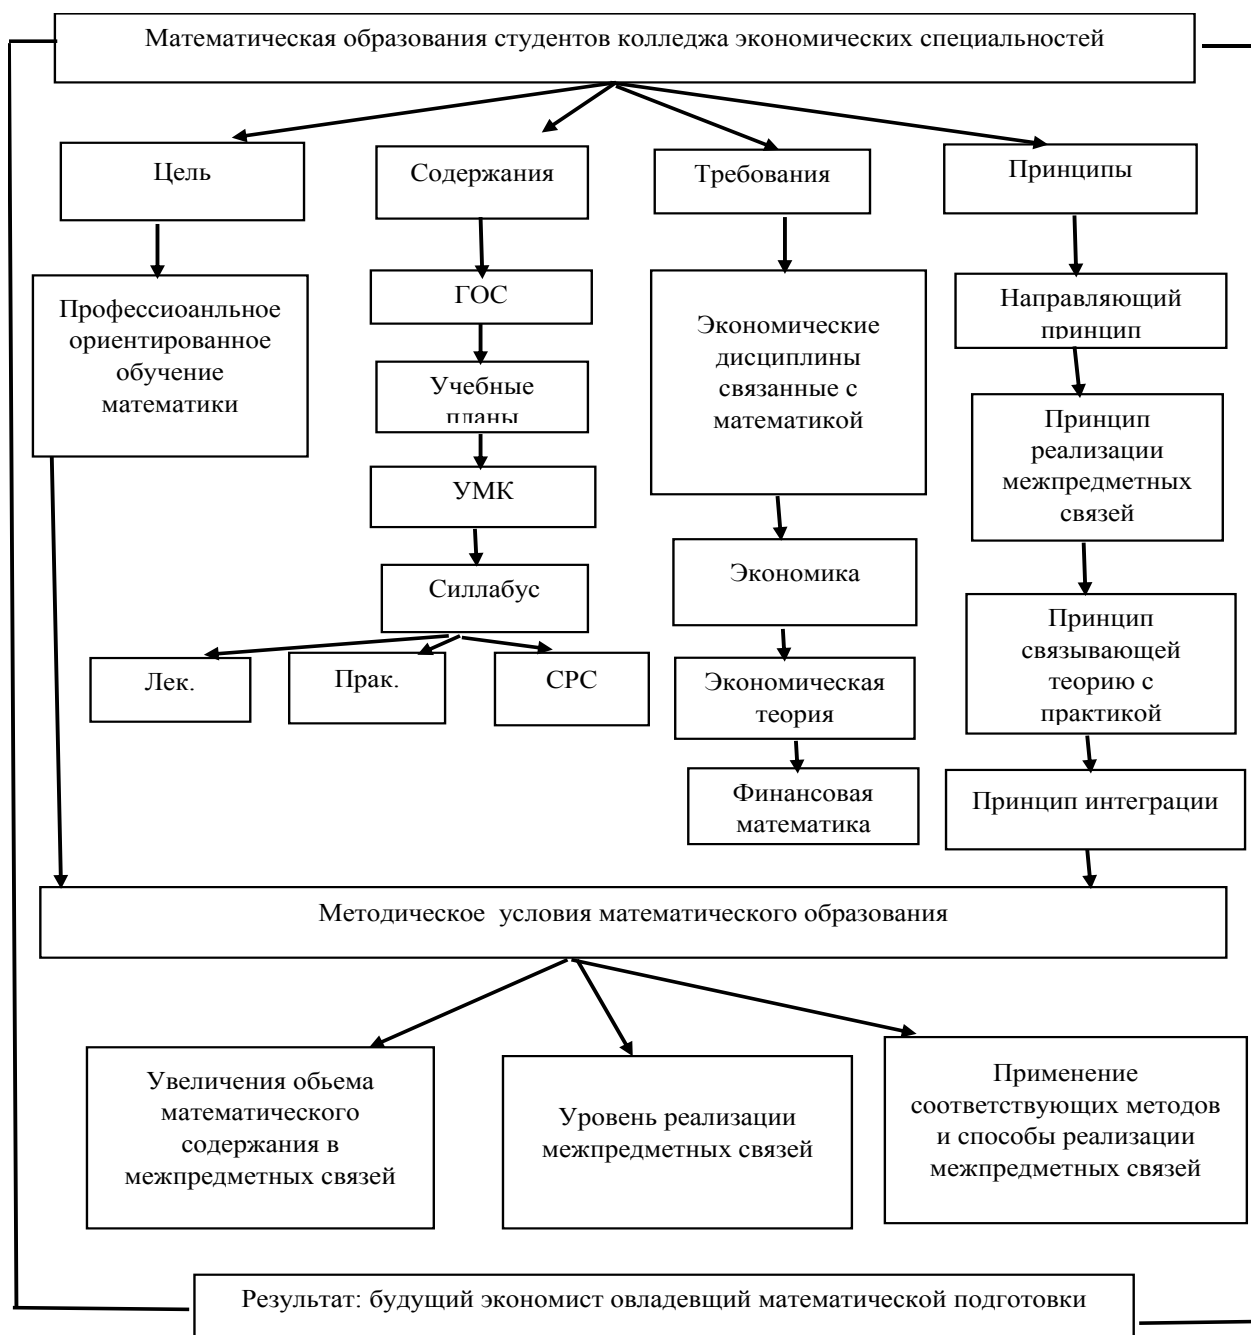 Математическая образования студентов колледжа экономических специальностей
Цель
Содержания
Требования
Принципы
Профессиоанльное
ориентированное
обучение
математики
ГОС
Учебные
планы
УМК
Силлабус
Лек.
Прак.
СРС
Экономические
дисциплины
связанные с
математикой
Экономика
Экономическая
теория
Финансовая
математика
Направляющий
принцип
Принцип
реализации
межпредметных
связей
Принцип
связывающей
теорию с
практикой
Принцип интеграции
Методическое условия математического образования
Увеличения обьема
математического
содержания в
межпредметных связей
Уровень реализации
межпредметных связей
Применение
соответствующих методов
и способы реализации
межпредметных связей
Результат: будущий экономист овладевщий математической подготовки